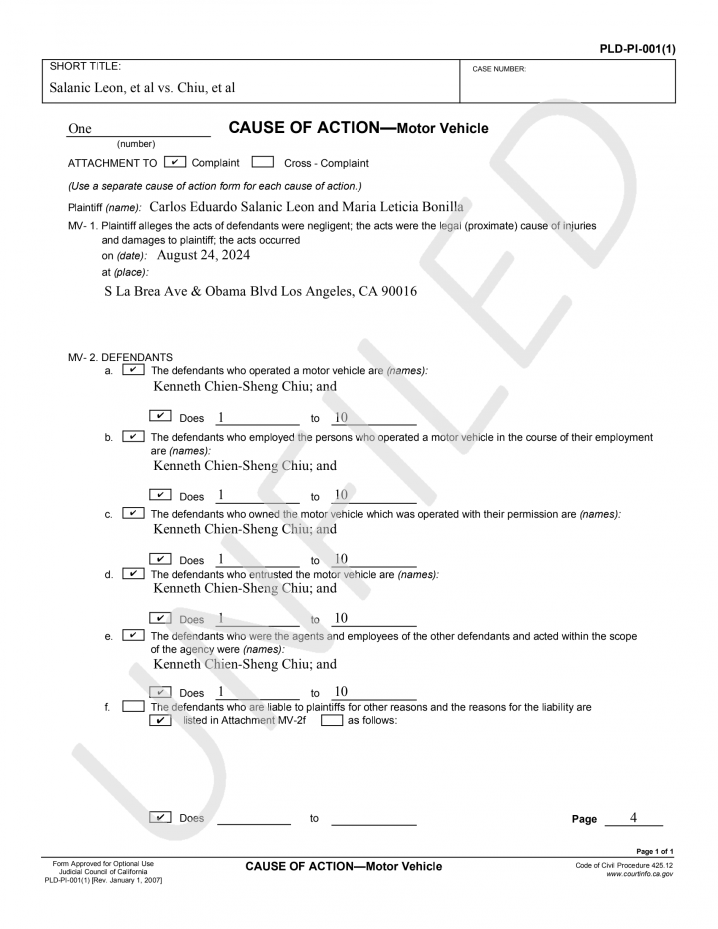 PLD-PI-001(1)
SHORT TITLE:
Salanic Leon, et al vs. Chiu, et al
CASE NUMBER:
One
(number)
CAUSE OF ACTION—Motor Vehicle
ATTACHMENT TO ✔ Complaint Cross - Complaint
(Use a separate cause of action form for each cause of action.)
Plaintiff (name): Carlos Eduardo Salanic Leon and Maria Leticia Bonilla
MV- 1. Plaintiff alleges the acts of defendants were negligent; the acts were the legal (proximate) cause of injuries
and damages to plaintiff; the acts occurred
on (date): August 24, 2024
at (place):
S La Brea Ave & Obama Blvd Los Angeles, CA 90016
MV- 2. DEFENDANTS
a. ✔ The defendants who operated a motor vehicle are (names):
Kenneth Chien-Sheng Chiu; and
✔ Does 1 to 10
b. ✔ The defendants who employed the persons who operated a motor vehicle in the course of their employment
are (names):
Kenneth Chien-Sheng Chiu; and
✔ Does 1 to 10
c. ✔ The defendants who owned the motor vehicle which was operated with their permission are (names):
Kenneth Chien-Sheng Chiu; and
✔ Does 1 to 10
d. ✔ The defendants who entrusted the motor vehicle are (names):
Kenneth Chien-Sheng Chiu; and
✔ Does 1 to 10
e. ✔ The defendants who were the agents and employees of the other defendants and acted within the scope
of the agency were (names):
Kenneth Chien-Sheng Chiu; and
✔ Does 1 to 10
f. The defendants who are liable to plaintiffs for other reasons and the reasons for the liability are
✔ listed in Attachment MV-2f as follows:
✔ Does to
Page 4
Page 1 of 1
Form Approved for Optional Use
Judicial Council of California
PLD-PI-001(1) [Rev. January 1, 2007]
CAUSE OF ACTION—Motor Vehicle
Code of Civil Procedure 425.12
www.courtinfo.ca.gov
UNFILED